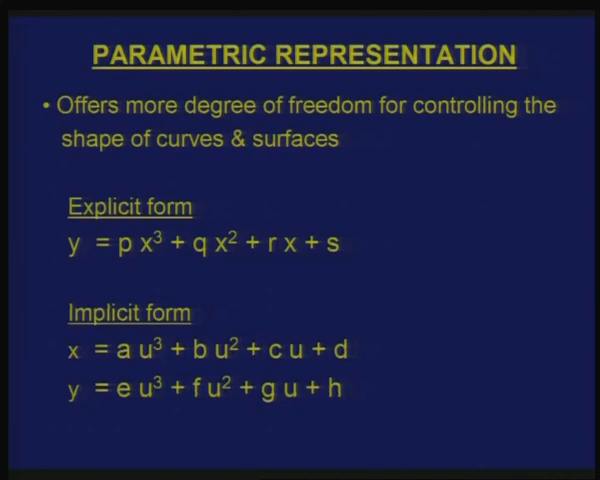 PARAMETRIC REPRESENTATION
• Offers more degree of freedom for controlling the
shape of curves & surfaces
Explicit form
y = p x³ + q x² + r x + s
Implicit form
x = a u³ + b u² + c u + d
y = e u³ + f u² + g u + h